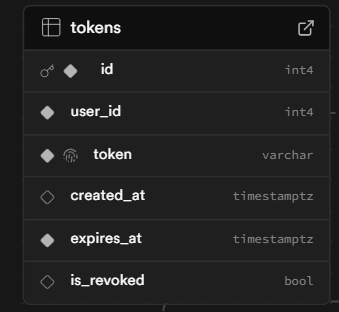 tokens
id int4
user_id int4
token varchar
created_at timestamptz
expires_at timestamptz
is_revoked bool